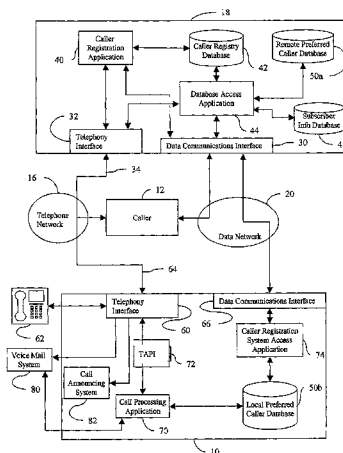 18
40
Caller Registration Application
Caller Registry Database
42
Remote Preferred Caller Database
50a
Database Access Application
44
Subscriber Info Database
32
Telephony Interface
Data Communications Interface
30
34
16
12
20
Telephone Network
Caller
Data Network
64
62
Telephony Interface
60
66
Data Communications Interface
TAPI
72
Caller Registration System Access Application
74
Voice Mail System
80
Call Announcing System
82
Call Processing Application
50b
Local Preferred Caller Database
10